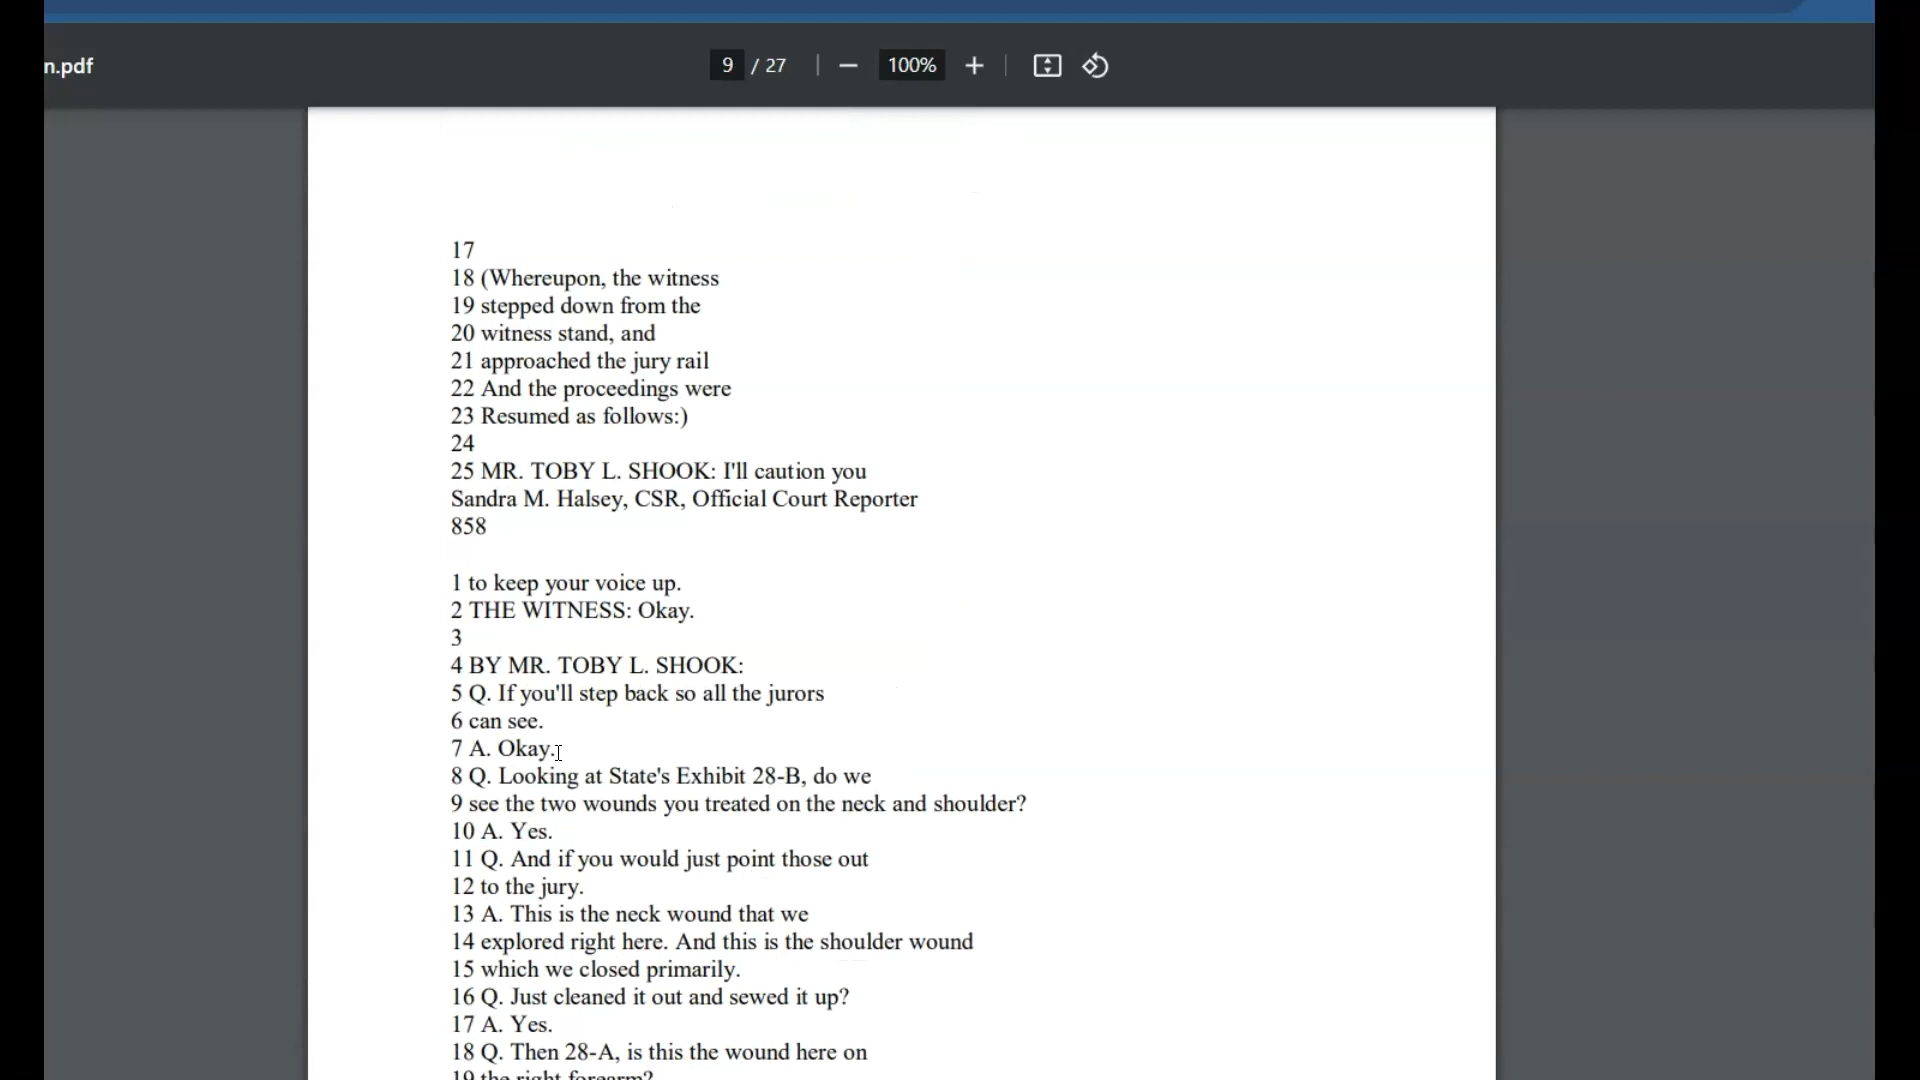 n.pdf
9 / 27
100%
17
18 (Whereupon, the witness
19 stepped down from the
20 witness stand, and
21 approached the jury rail
22 And the proceedings were
23 Resumed as follows:)
24
25 MR. TOBY L. SHOOK: I'll caution you
Sandra M. Halsey, CSR, Official Court Reporter
858
1 to keep your voice up.
2 THE WITNESS: Okay.
3
4 BY MR. TOBY L. SHOOK:
5 Q. If you'll step back so all the jurors
6 can see.
7 A. Okay.
8 Q. Looking at State's Exhibit 28-B, do we
9 see the two wounds you treated on the neck and shoulder?
10 A. Yes.
11 Q. And if you would just point those out
12 to the jury.
13 A. This is the neck wound that we
14 explored right here. And this is the shoulder wound
15 which we closed primarily.
16 Q. Just cleaned it out and sewed it up?
17 A. Yes.
18 Q. Then 28-A, is this the wound here on
19 the right forearm?